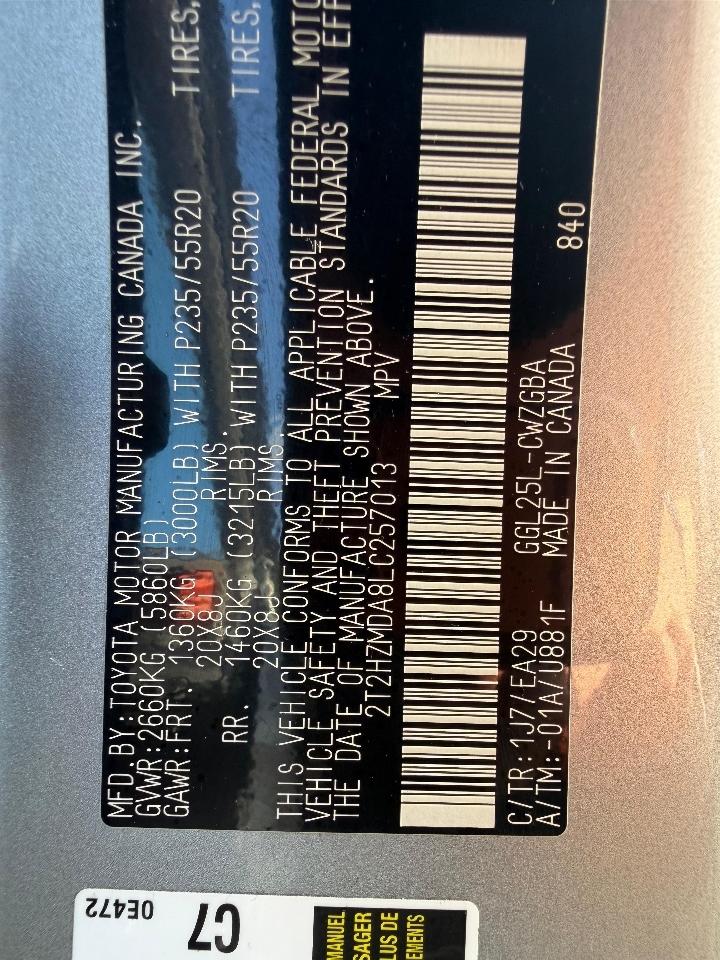 MFD.BY:TOYOTA MOTOR MANUFACTURING CANADA INC.
GVWR:2660KG (5860LB)
GAWR:FRT. 1360KG (3000LB) WITH P235/55R20 TIRES,
20X8J RIMS.
RR. 1460KG (3215LB) WITH P235/55R20 TIRES,
20X8J RIMS
THIS VEHICLE CONFORMS TO ALL APPLICABLE FEDERAL MOTO
VEHICLE SAFETY AND THEFT PREVENTION STANDARDS IN EFF
THE DATE OF MANUFACTURE SHOWN ABOVE.
2T2HZMDA8LC257013 MPV
C/TR:1J7/EA29 GGL25L-CWZGBA
A/TM:-01A/U881F MADE IN CANADA 840
0E472
C7
MANUEL
SAGER
LUS DE
EMENTS